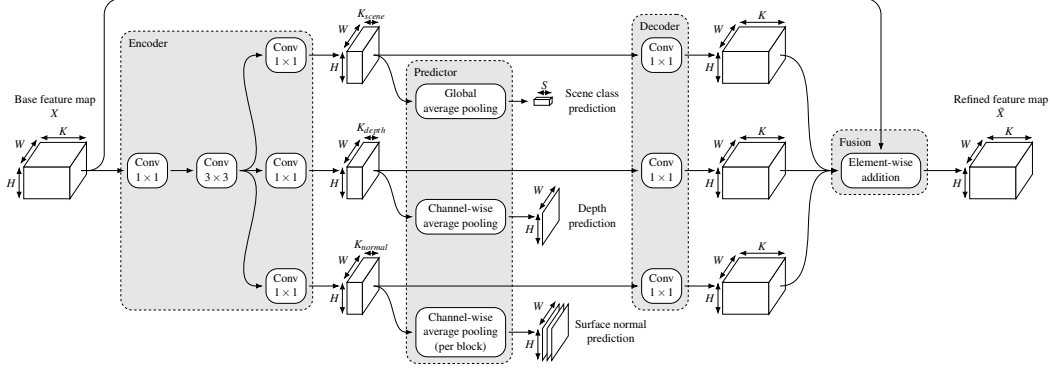 Base feature map
X
W
K
H
Encoder
Conv
1 × 1
Conv
3 × 3
Conv
1 × 1
Conv
1 × 1
Conv
1 × 1
K_scene
W
H
K_depth
W
H
K_normal
W
H
Predictor
Global
average pooling
S
Scene class
prediction
Channel-wise
average pooling
W
H
Depth
prediction
Channel-wise
average pooling
(per block)
W
H
Surface normal
prediction
Decoder
Conv
1 × 1
Conv
1 × 1
Conv
1 × 1
W
K
H
W
K
H
W
K
H
Fusion
Element-wise
addition
Refined feature map
X̂
W
K
H